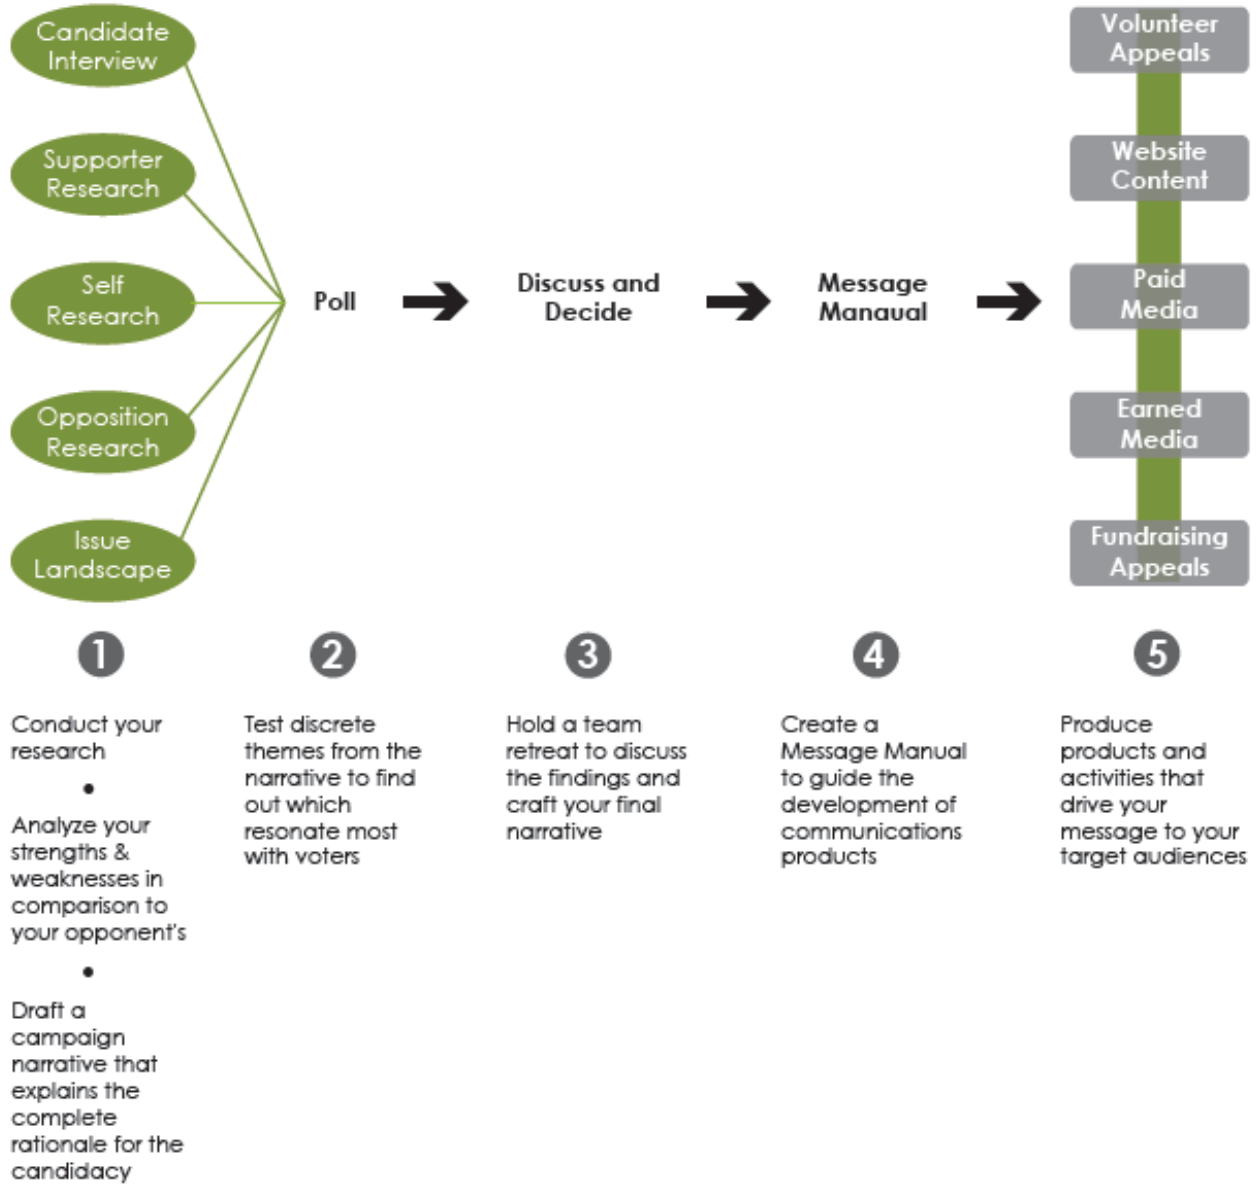 Candidate
Interview
Supporter
Research
Self
Research
Opposition
Research
Issue
Landscape
Poll
Discuss and
Decide
Message
Manaual
Volunteer
Appeals
Website
Content
Paid
Media
Earned
Media
Fundraising
Appeals
1
Conduct your
research
•
Analyze your
strengths &
weaknesses in
comparison to
your opponent's
•
Draft a
campaign
narrative that
explains the
complete
rationale for the
candidacy
2
Test discrete
themes from the
narrative to find
out which
resonate most
with voters
3
Hold a team
retreat to discuss
the findings and
craft your final
narrative
4
Create a
Message Manual
to guide the
development of
communications
products
5
Produce
products and
activities that
drive your
message to your
target audiences